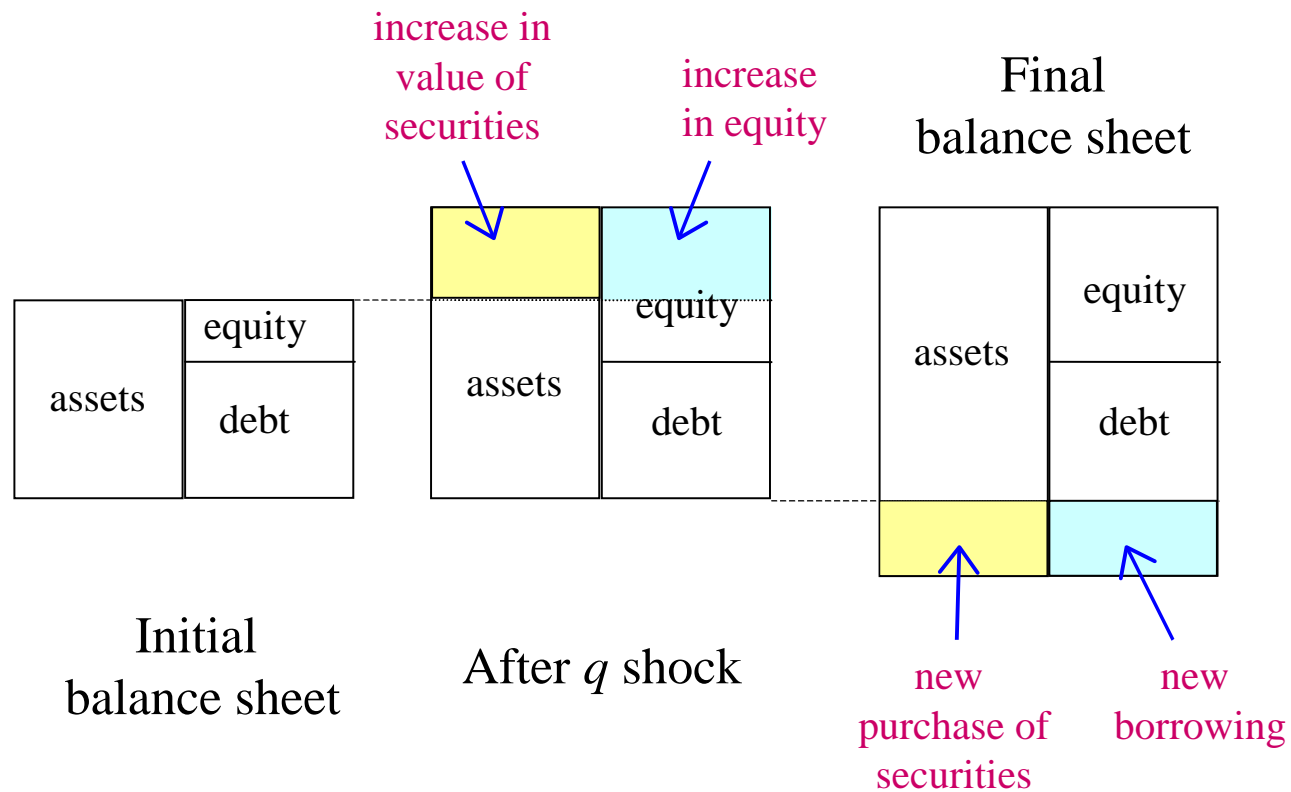 increase in
value of
securities
increase
in equity
Final
balance sheet
assets
equity
debt
assets
equity
debt
assets
equity
debt
Initial
balance sheet
After q shock
new
purchase of
securities
new
borrowing